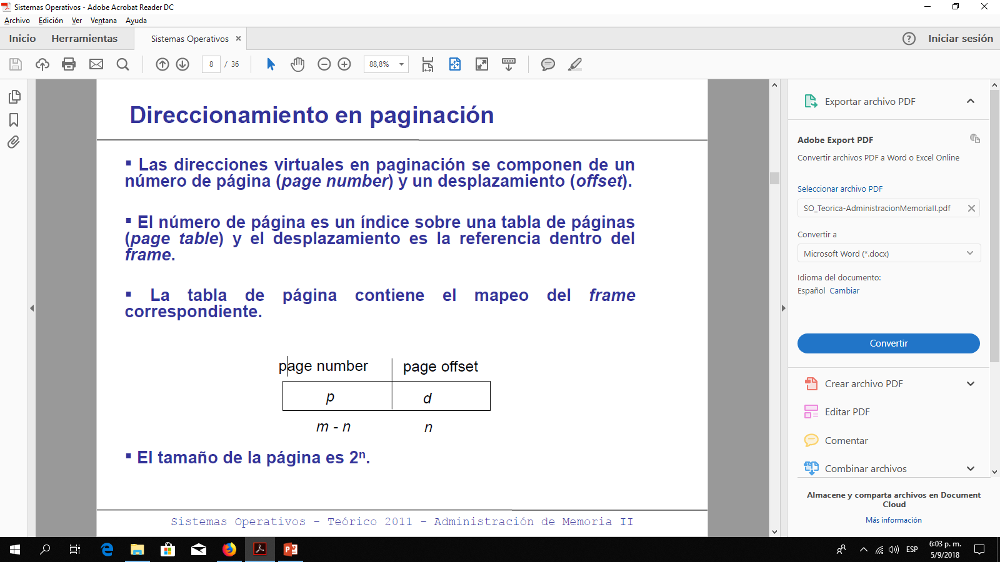 Sistemas Operativos - Adobe Acrobat Reader DC
Archivo Edición Ver Ventana Ayuda
Inicio Herramientas Sistemas Operativos × Iniciar sesión
8 / 36 88,8%
Direccionamiento en paginación
▪ Las direcciones virtuales en paginación se componen de un
número de página (page number) y un desplazamiento (offset).
▪ El número de página es un índice sobre una tabla de páginas
(page table) y el desplazamiento es la referencia dentro del
frame.
▪ La tabla de página contiene el mapeo del frame
correspondiente.
page number page offset
p d
m - n n
▪ El tamaño de la página es 2ⁿ.
Sistemas Operativos - Teórico 2011 - Administración de Memoria II
Exportar archivo PDF
Adobe Export PDF
Convertir archivos PDF a Word o Excel Online
Seleccionar archivo PDF
SO_Teorica-AdministracionMemoriaII.pdf
Convertir a
Microsoft Word (*.docx)
Idioma del documento:
Español Cambiar
Convertir
Crear archivo PDF
Editar PDF
Comentar
Combinar archivos
Almacene y comparta archivos en Document
Cloud
Más información
ESP
6:03 p. m.
5/9/2018